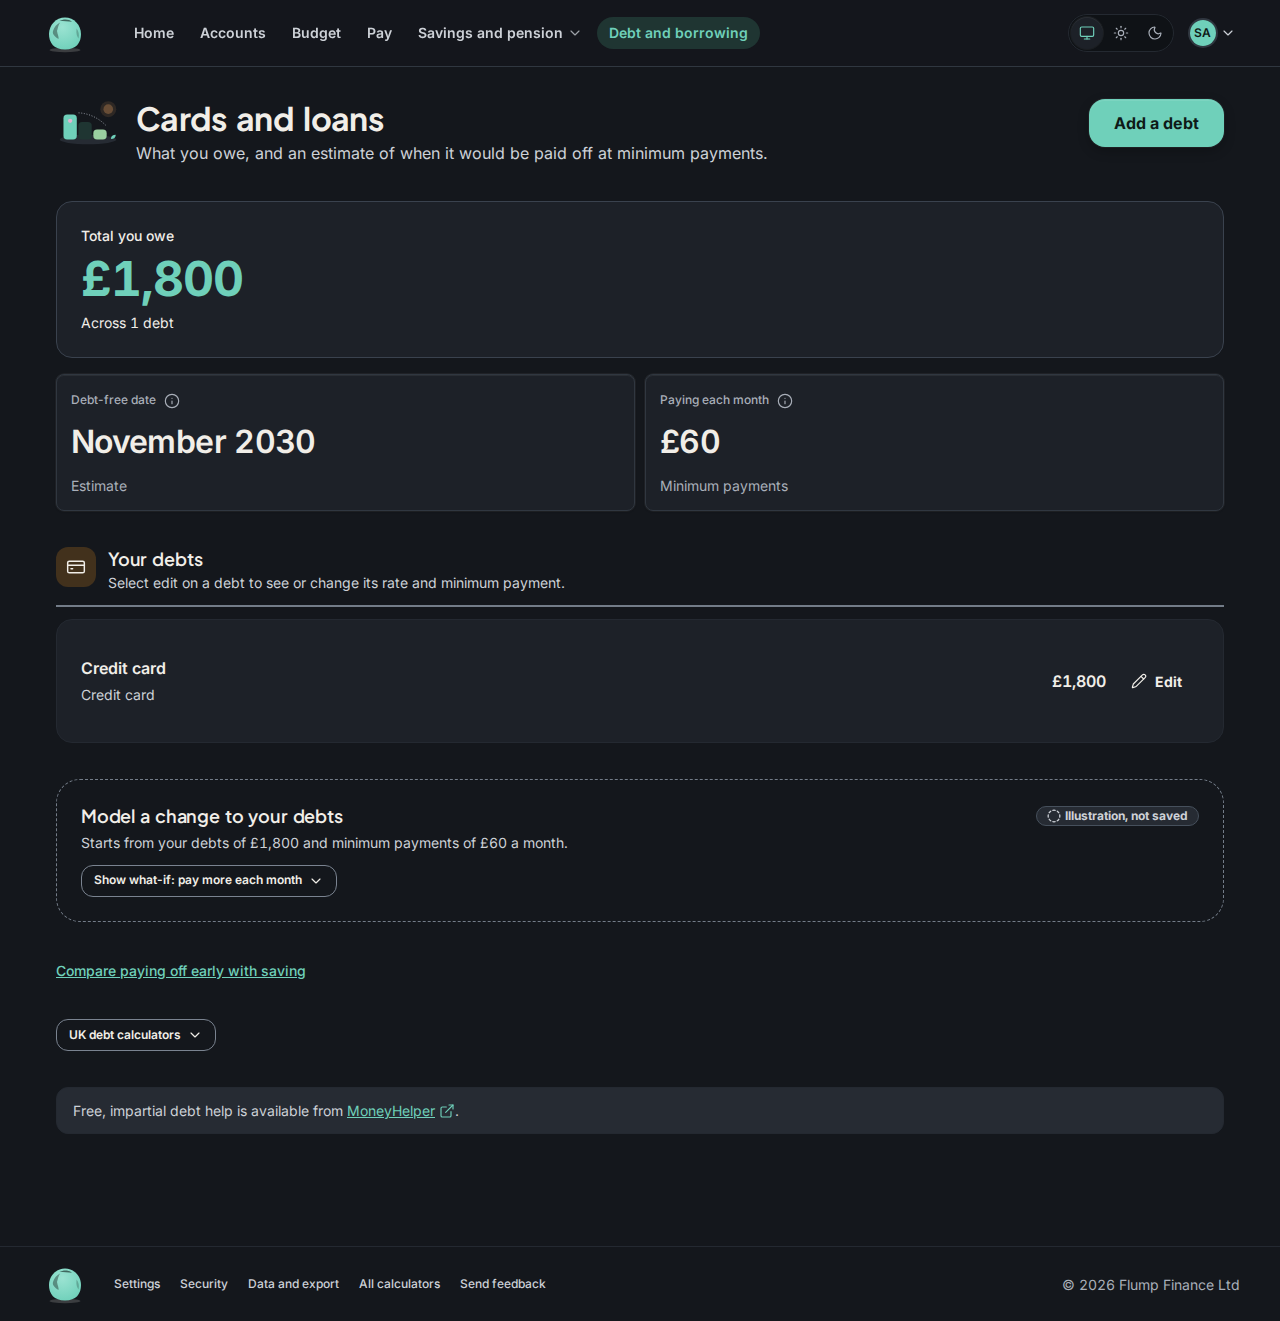 Home
Accounts
Budget
Pay
Savings and pension
Debt and borrowing
SA
Cards and loans
What you owe, and an estimate of when it would be paid off at minimum payments.
Add a debt
Total you owe
£1,800
Across 1 debt
Debt-free date
November 2030
Estimate
Paying each month
£60
Minimum payments
Your debts
Select edit on a debt to see or change its rate and minimum payment.
Credit card
Credit card
£1,800
Edit
Model a change to your debts
Illustration, not saved
Starts from your debts of £1,800 and minimum payments of £60 a month.
Show what-if: pay more each month
Compare paying off early with saving
UK debt calculators
Free, impartial debt help is available from MoneyHelper.
Settings
Security
Data and export
All calculators
Send feedback
© 2026 Flump Finance Ltd